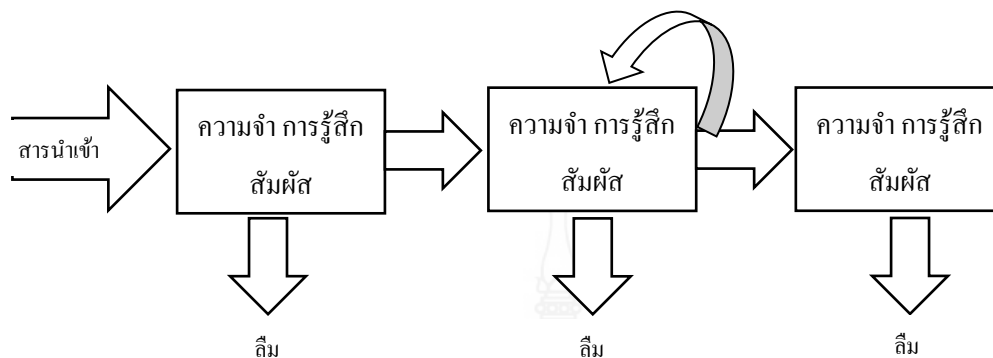 สารนำเข้า
ความจำ การรู้สึก
สัมผัส
ความจำ การรู้สึก
สัมผัส
ความจำ การรู้สึก
สัมผัส
ลืม
ลืม
ลืม